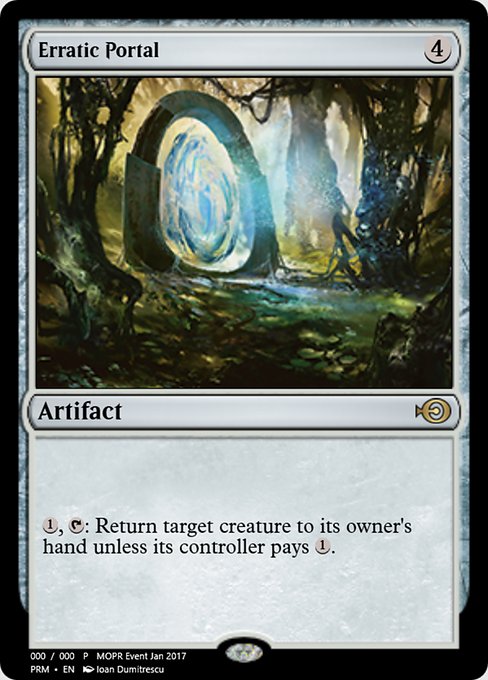 Erratic Portal 4
Artifact
1, T: Return target creature to its owner's
hand unless its controller pays 1.
000 / 000 P MOPR Event Jan 2017
PRM • EN Ioan Dumitrescu